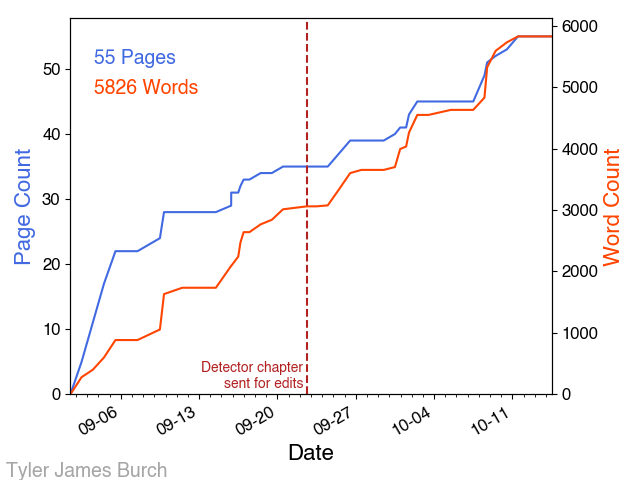 55 Pages
5826 Words
Page Count
50
40
30
20
10
0
Word Count
6000
5000
4000
3000
2000
1000
0
Detector chapter
sent for edits
09-06
09-13
09-20
09-27
10-04
10-11
Date
Tyler James Burch